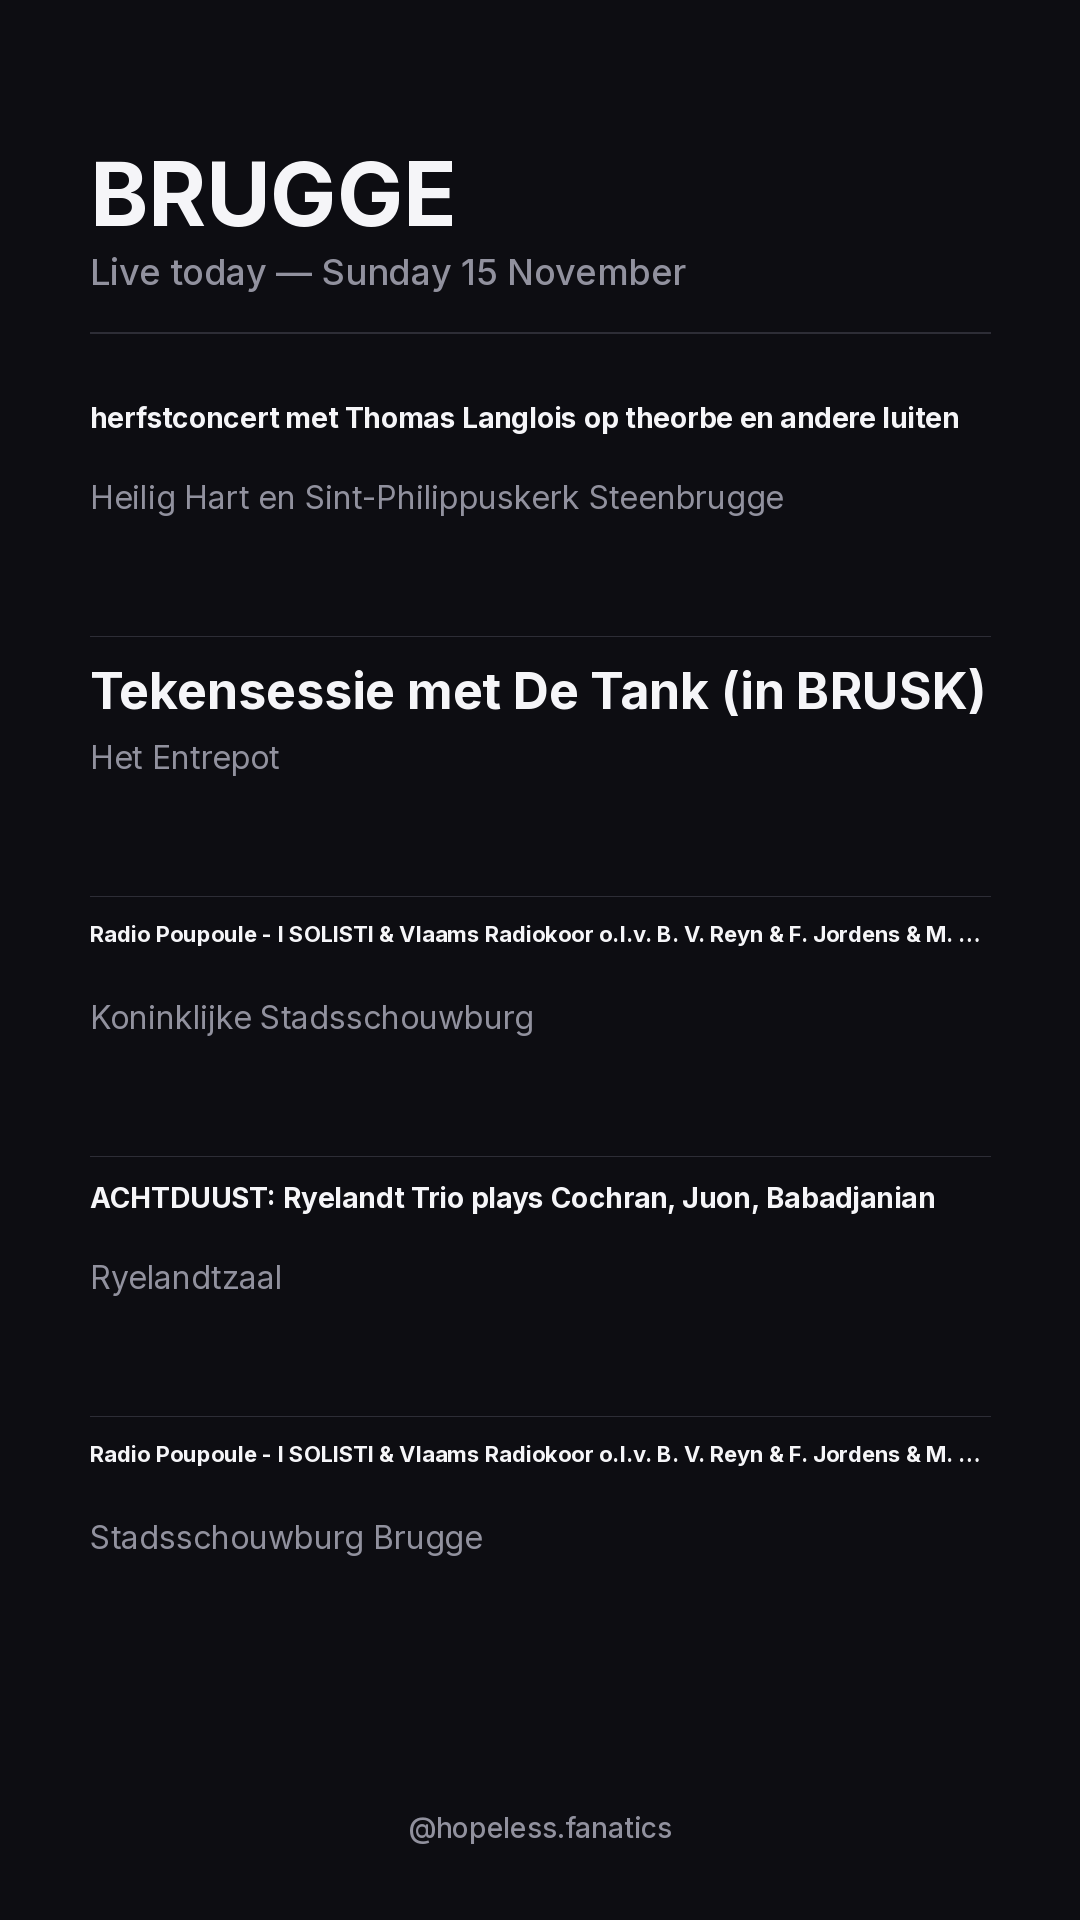 BRUGGE
Live today — Sunday 15 November
herfstconcert met Thomas Langlois op theorbe en andere luiten
Heilig Hart en Sint-Philippuskerk Steenbrugge
Tekensessie met De Tank (in BRUSK)
Het Entrepot
Radio Poupoule - I SOLISTI & Vlaams Radiokoor o.l.v. B. V. Reyn & F. Jordens & M. …
Koninklijke Stadsschouwburg
ACHTDUUST: Ryelandt Trio plays Cochran, Juon, Babadjanian
Ryelandtzaal
Radio Poupoule - I SOLISTI & Vlaams Radiokoor o.l.v. B. V. Reyn & F. Jordens & M. …
Stadsschouwburg Brugge
@hopeless.fanatics